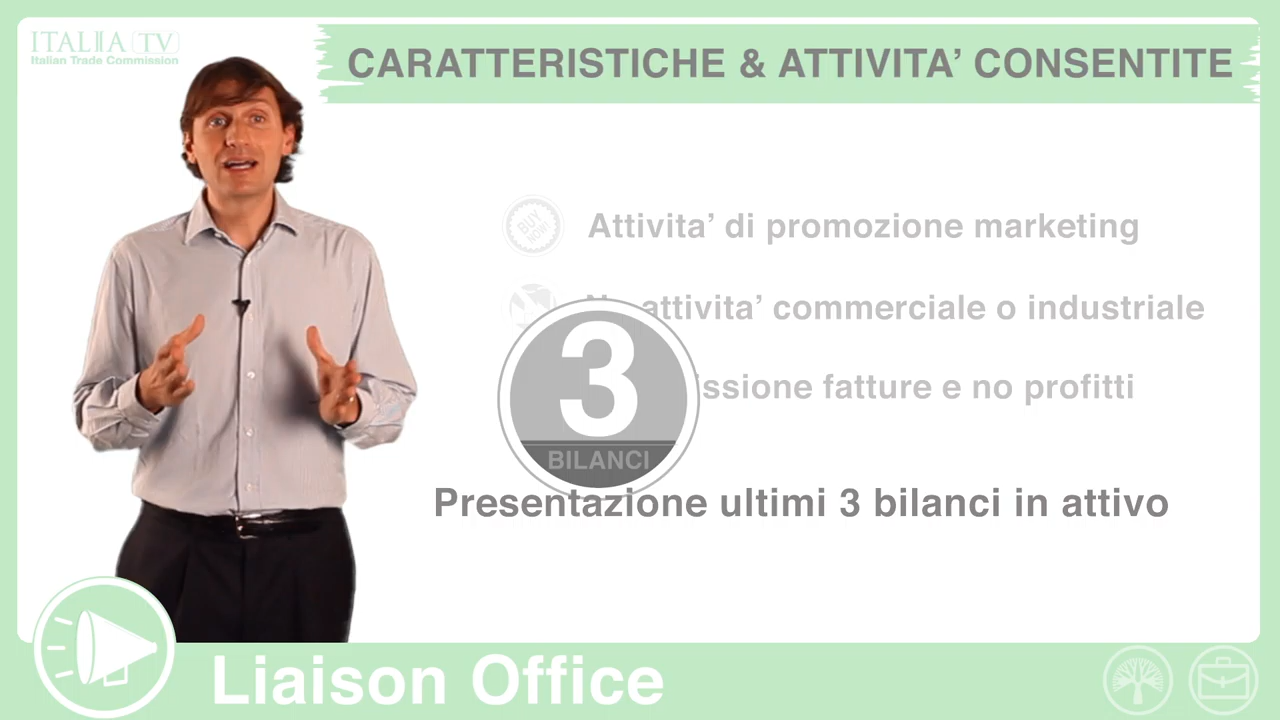 ITALIA TV
Italian Trade Commission
CARATTERISTICHE & ATTIVITA’ CONSENTITE
BUY NOW!
Attivita’ di promozione marketing
attivita’ commerciale o industriale
fatture e no profitti
3
BILANCI
Presentazione ultimi 3 bilanci in attivo
Liaison Office